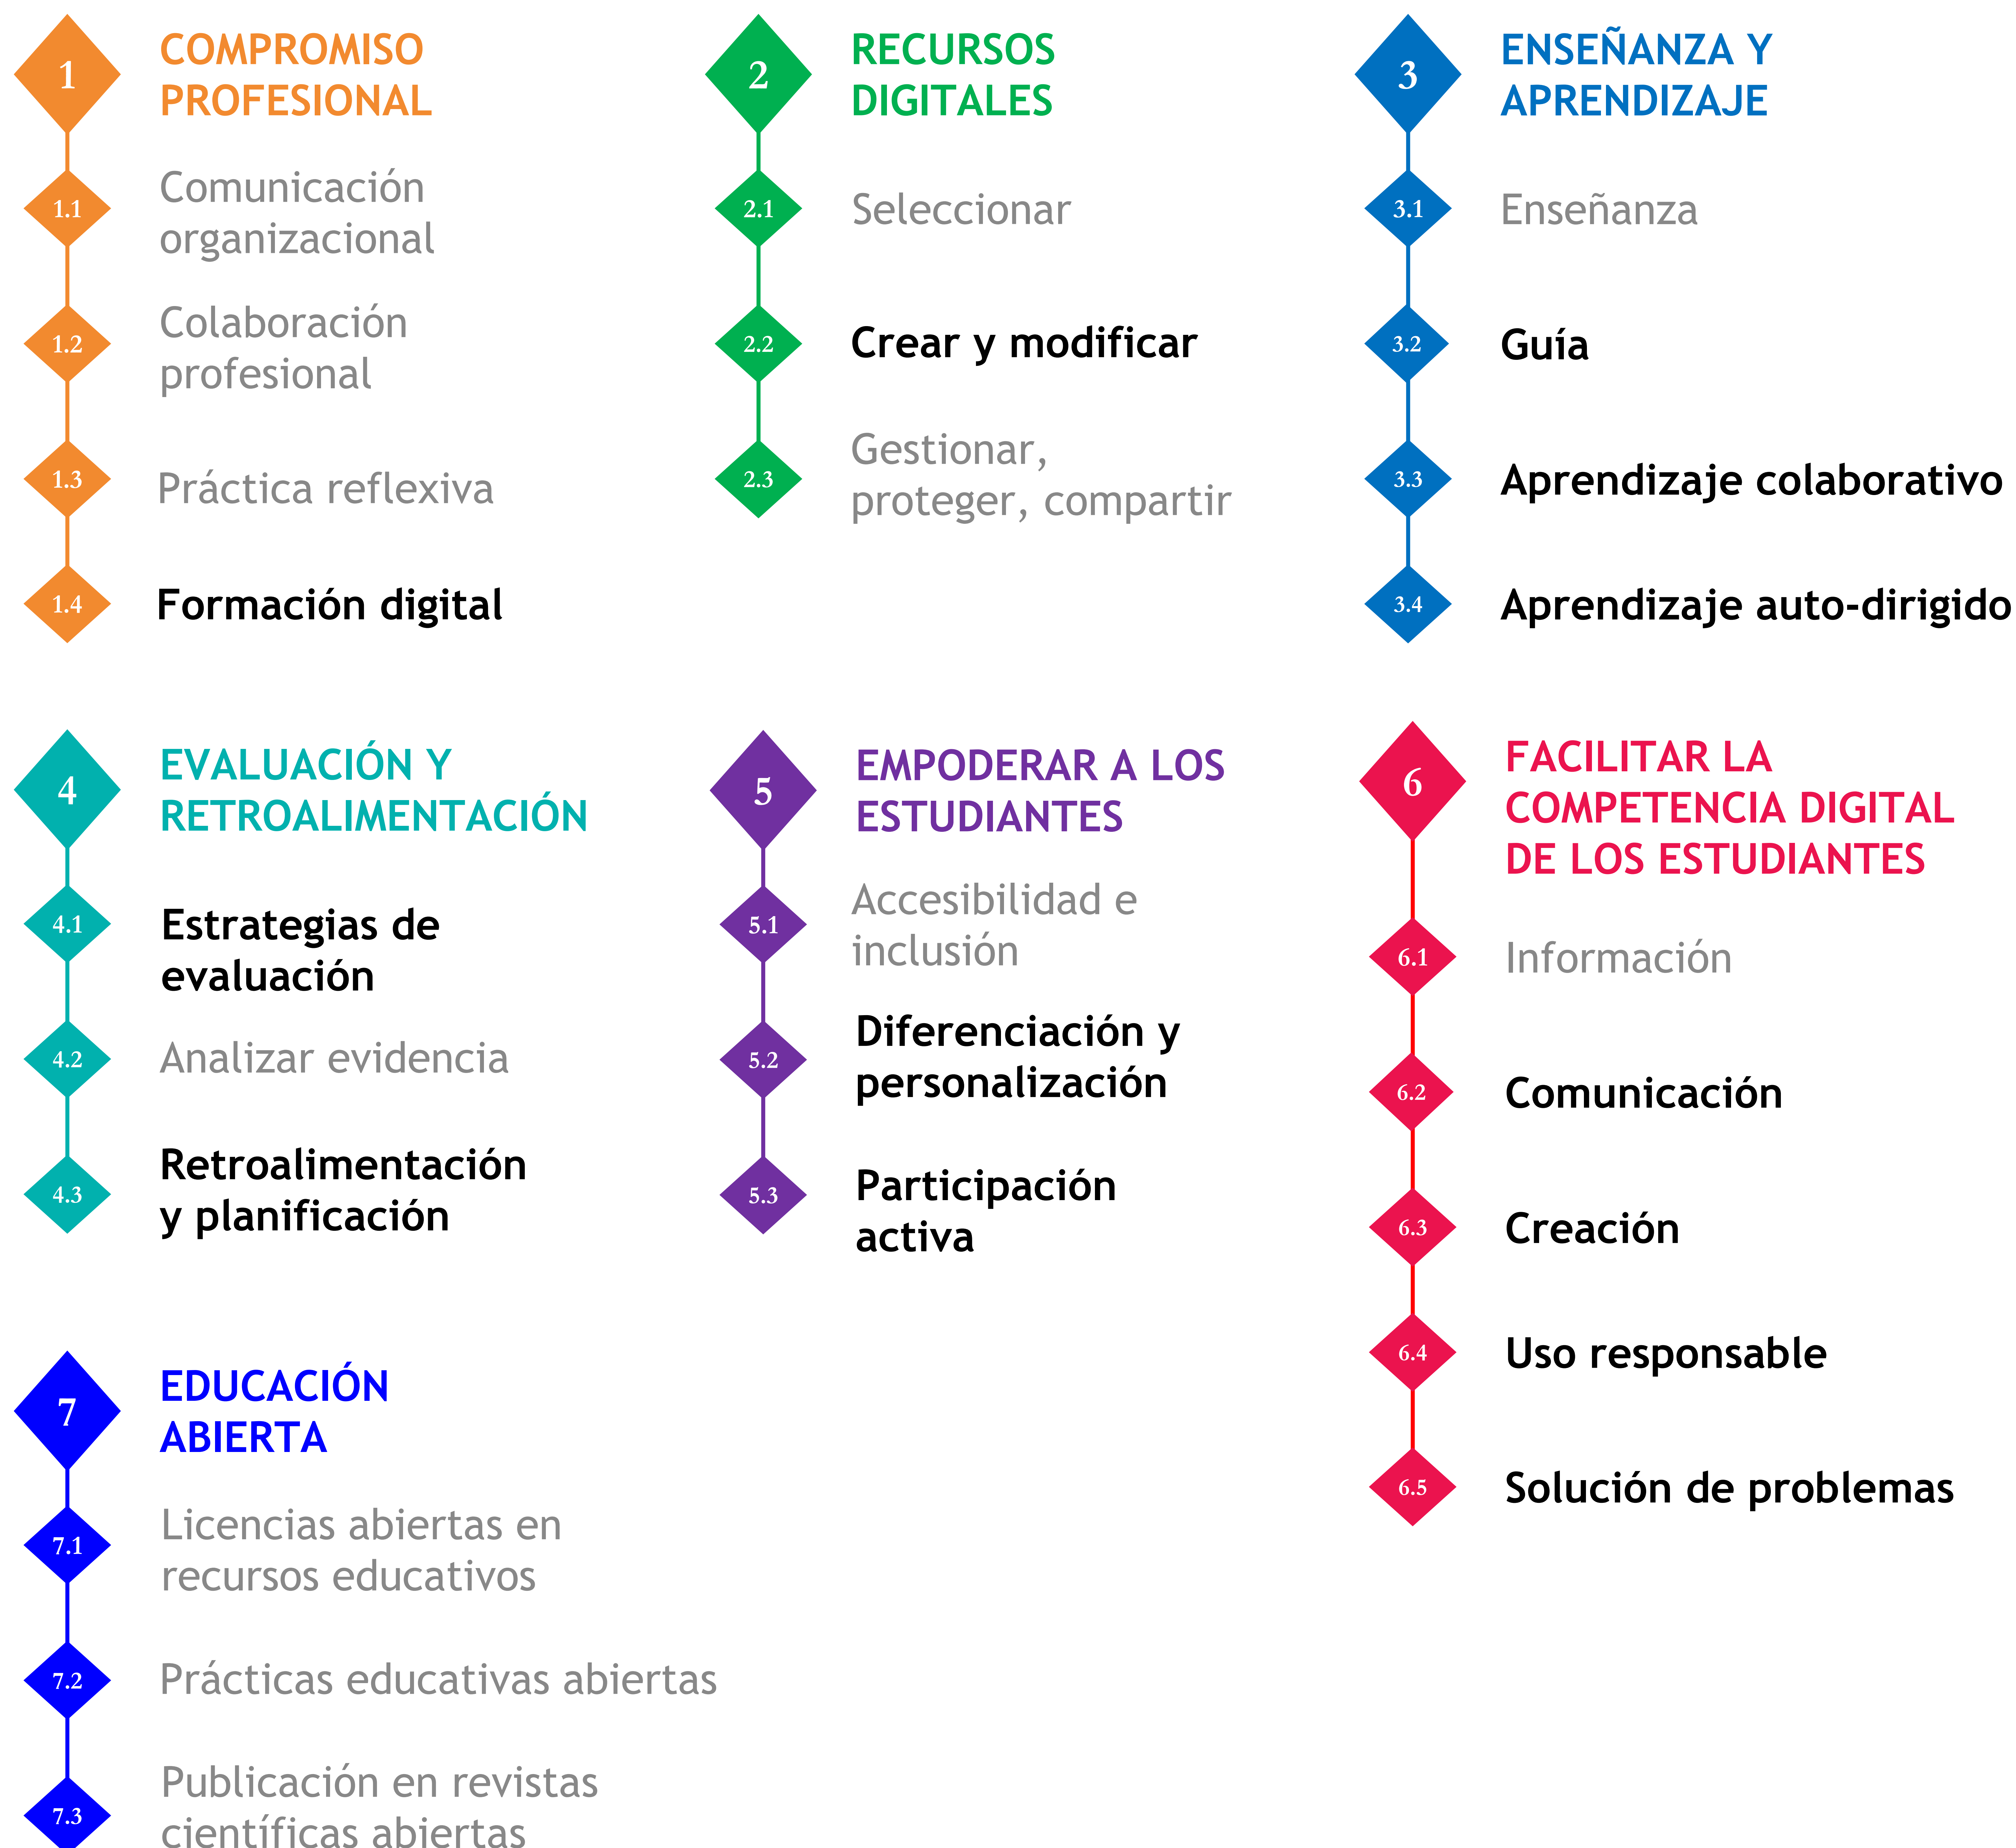 1
COMPROMISO
PROFESIONAL
1.1
Comunicación
organizacional
1.2
Colaboración
profesional
1.3
Práctica reflexiva
1.4
Formación digital
2
RECURSOS
DIGITALES
2.1
Seleccionar
2.2
Crear y modificar
2.3
Gestionar,
proteger, compartir
3
ENSEÑANZA Y
APRENDIZAJE
3.1
Enseñanza
3.2
Guía
3.3
Aprendizaje colaborativo
3.4
Aprendizaje auto-dirigido
4
EVALUACIÓN Y
RETROALIMENTACIÓN
4.1
Estrategias de
evaluación
4.2
Analizar evidencia
4.3
Retroalimentación
y planificación
5
EMPODERAR A LOS
ESTUDIANTES
5.1
Accesibilidad e
inclusión
5.2
Diferenciación y
personalización
5.3
Participación
activa
6
FACILITAR LA
COMPETENCIA DIGITAL
DE LOS ESTUDIANTES
6.1
Información
6.2
Comunicación
6.3
Creación
6.4
Uso responsable
6.5
Solución de problemas
7
EDUCACIÓN
ABIERTA
7.1
Licencias abiertas en
recursos educativos
7.2
Prácticas educativas abiertas
7.3
Publicación en revistas
científicas abiertas